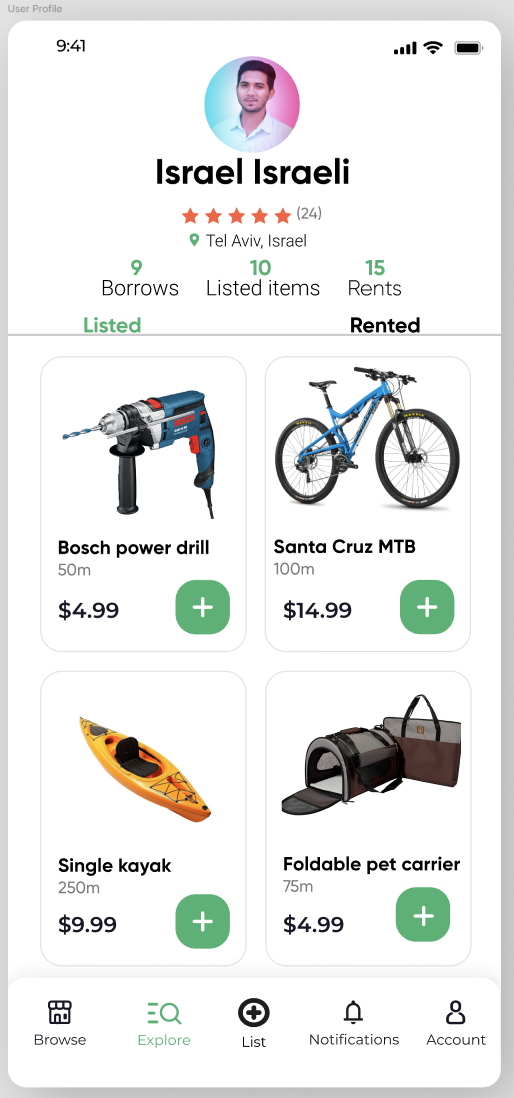 User Profile
9:41
Israel Israeli
(24)
Tel Aviv, Israel
9 10 15
Borrows Listed items Rents
Listed Rented
BOSCH
Bosch power drill
50m
$4.99
Santa Cruz MTB
100m
$14.99
Single kayak
250m
$9.99
Foldable pet carrier
75m
$4.99
Browse Explore List Notifications Account